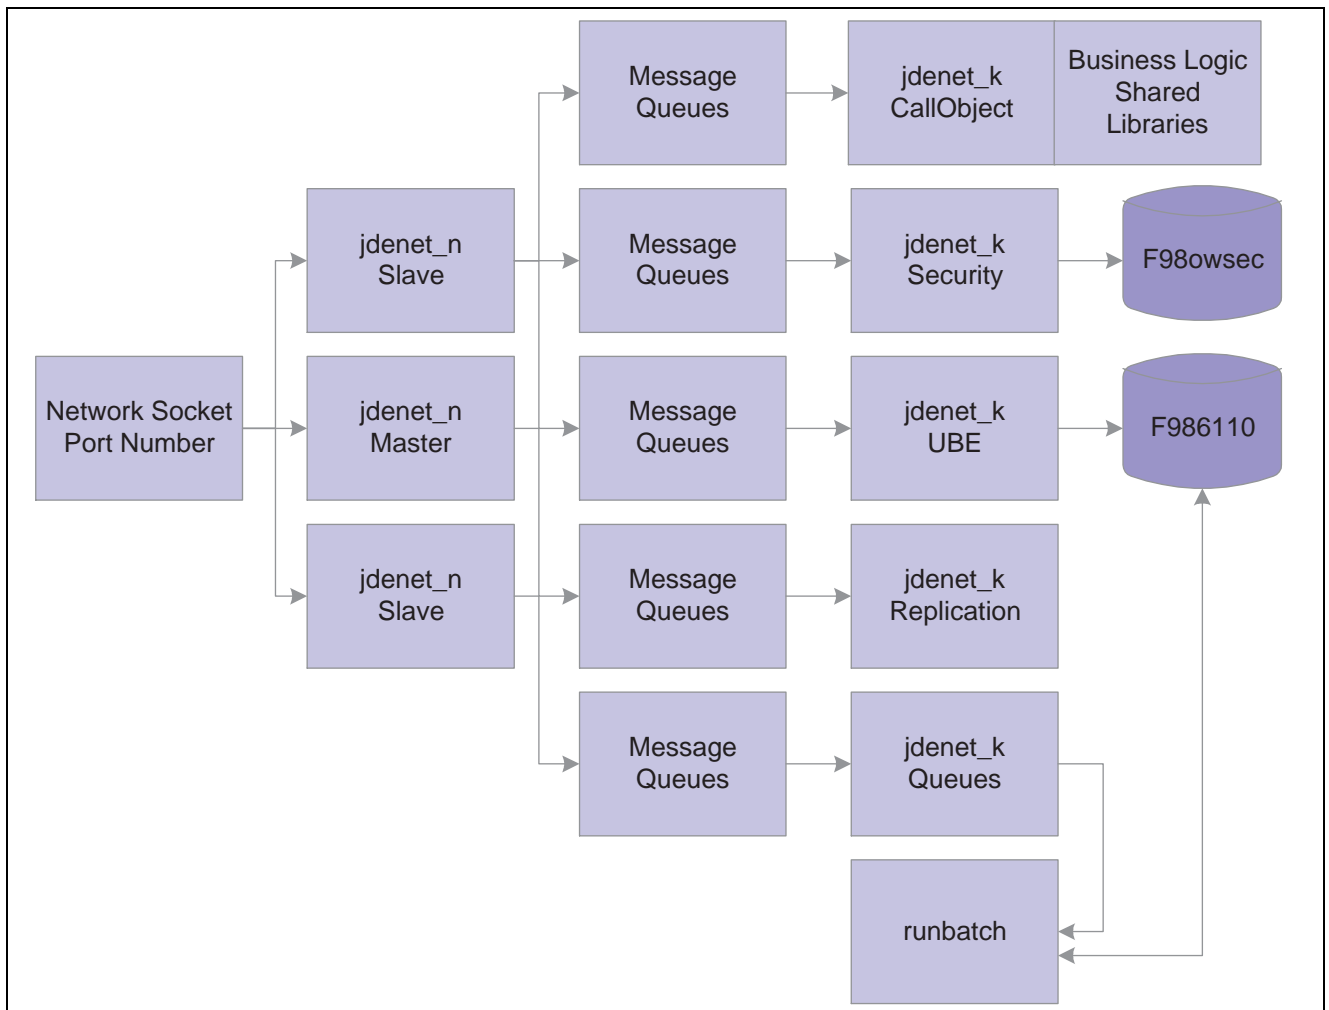 Message
Queues
jdenet_k
CallObject
Business Logic
Shared
Libraries
jdenet_n
Slave
Message
Queues
jdenet_k
Security
F98owsec
Network Socket
Port Number
jdenet_n
Master
Message
Queues
jdenet_k
UBE
F986110
jdenet_n
Slave
Message
Queues
jdenet_k
Replication
Message
Queues
jdenet_k
Queues
runbatch